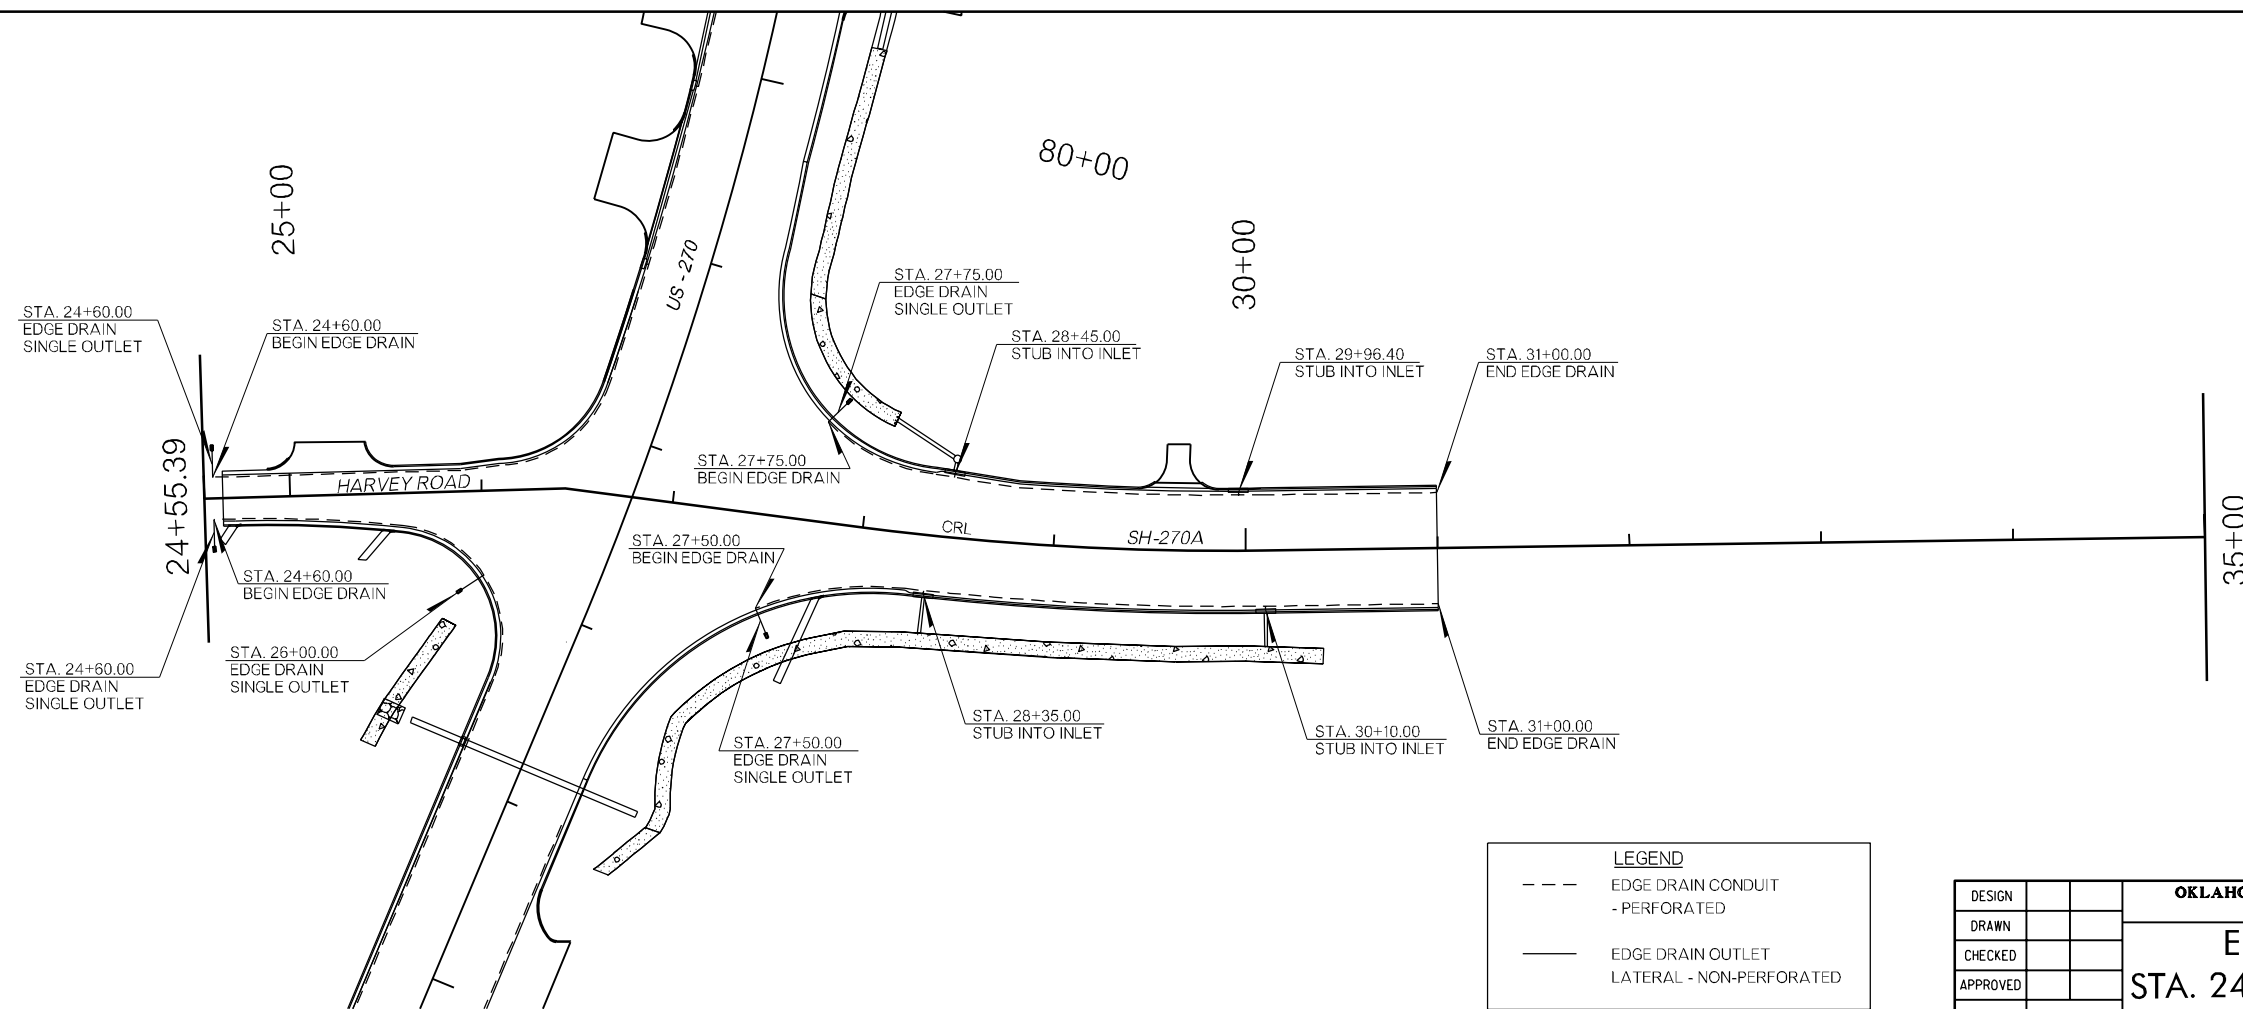 80+00
25+00
30+00
US - 270
STA. 27+75.00
EDGE DRAIN
SINGLE OUTLET
STA. 24+60.00
EDGE DRAIN
SINGLE OUTLET
STA. 24+60.00
BEGIN EDGE DRAIN
STA. 28+45.00
STUB INTO INLET
STA. 29+96.40
STUB INTO INLET
STA. 31+00.00
END EDGE DRAIN
24+55.39
STA. 27+75.00
BEGIN EDGE DRAIN
HARVEY ROAD
CRL
SH-270A
35+00
STA. 27+50.00
BEGIN EDGE DRAIN
STA. 24+60.00
BEGIN EDGE DRAIN
STA. 26+00.00
EDGE DRAIN
SINGLE OUTLET
STA. 24+60.00
EDGE DRAIN
SINGLE OUTLET
STA. 28+35.00
STUB INTO INLET
STA. 30+10.00
STUB INTO INLET
STA. 31+00.00
END EDGE DRAIN
STA. 27+50.00
EDGE DRAIN
SINGLE OUTLET
LEGEND
EDGE DRAIN CONDUIT
- PERFORATED
EDGE DRAIN OUTLET
LATERAL - NON-PERFORATED
DESIGN
DRAWN
CHECKED
APPROVED
OKLAHO
E
STA. 24